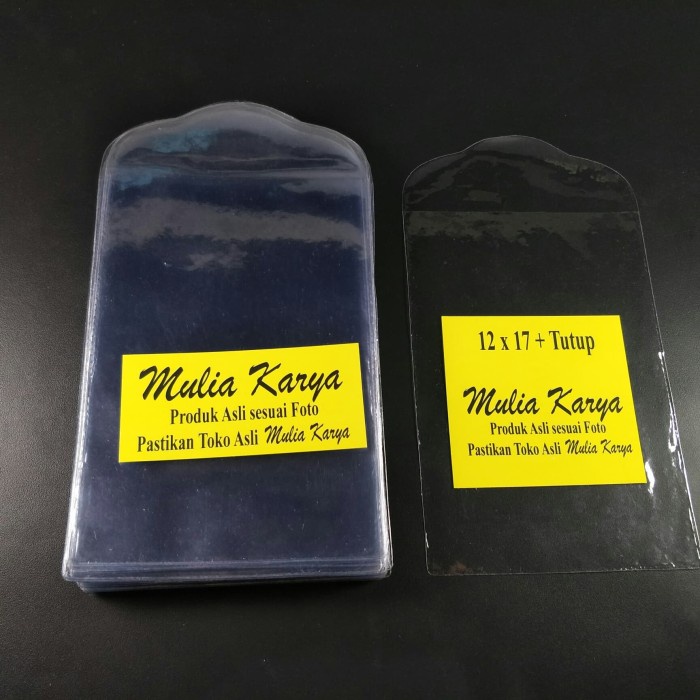 Mulia Karya
Produk Asli sesuai Foto
Pastikan Toko Asli Mulia Karya
12 x 17 + Tutup
Mulia Karya
Produk Asli sesuai Foto
Pastikan Toko Asli Mulia Karya